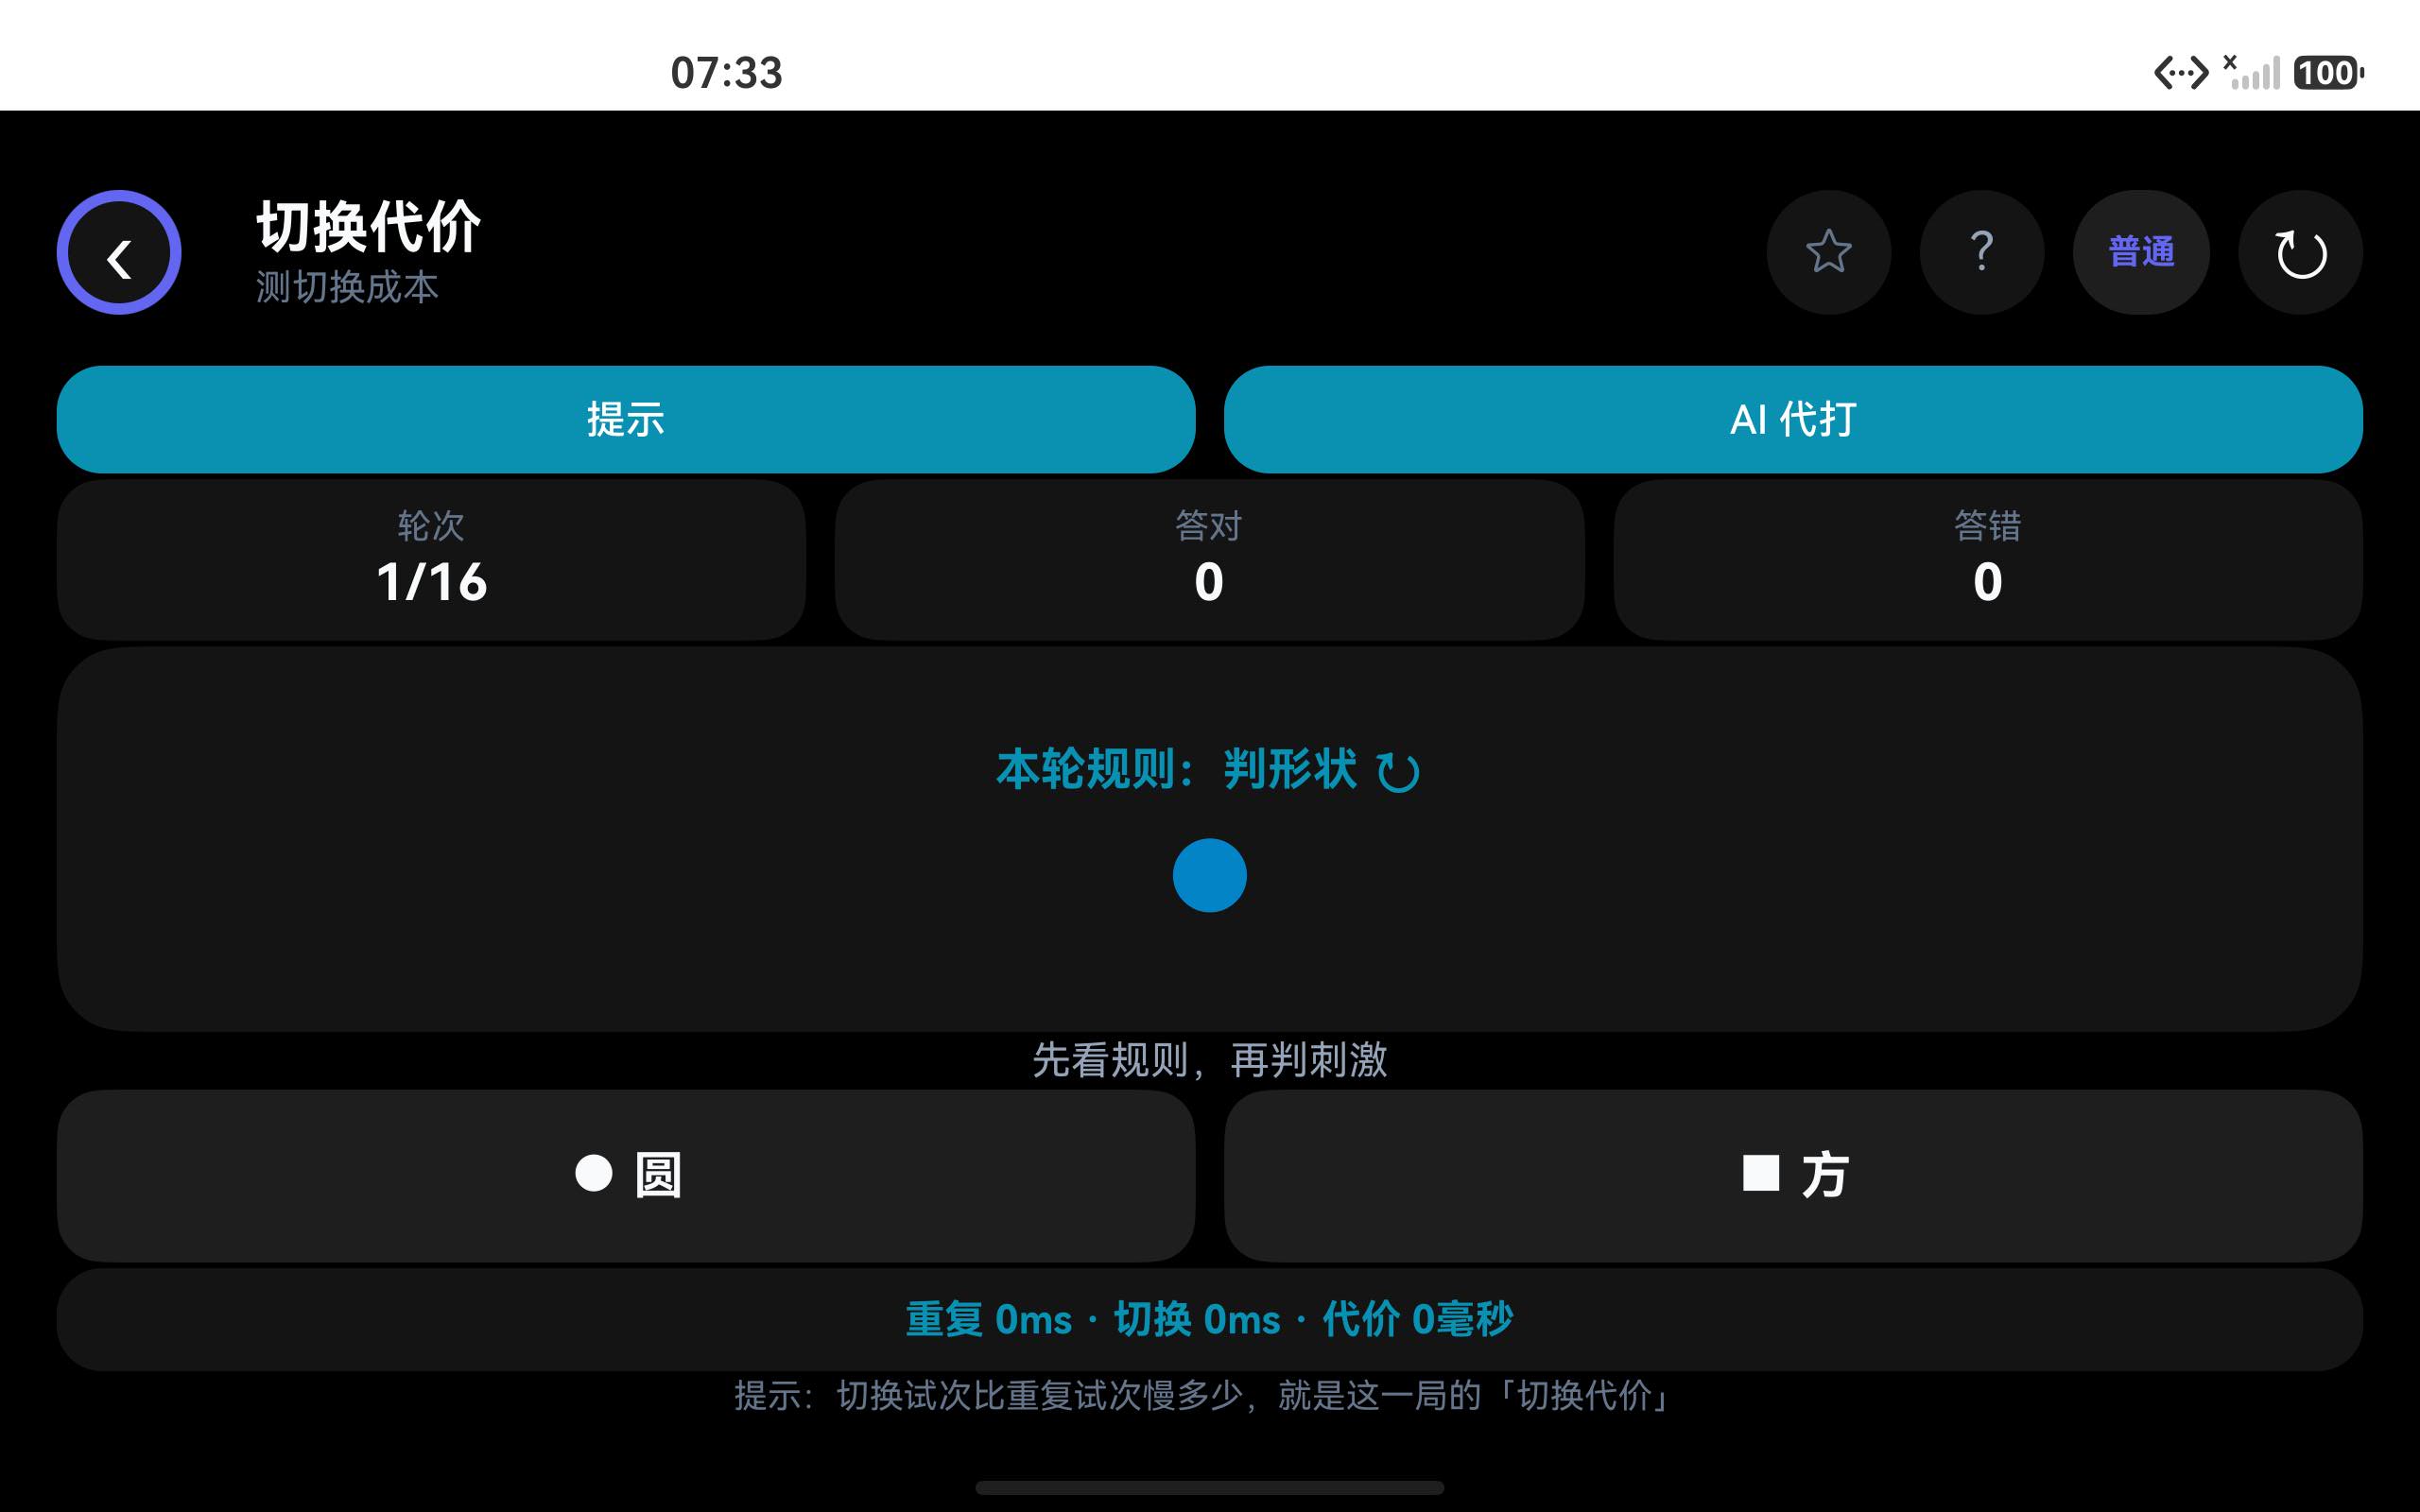 07:33
100
切换代价
测切换成本
?
普通
提示
AI 代打
轮次
答对
答错
1/16
0
0
本轮规则：判形状
先看规则，再判刺激
圆
方
重复 0ms · 切换 0ms · 代价 0毫秒
提示：切换试次比重复试次慢多少，就是这一局的「切换代价」